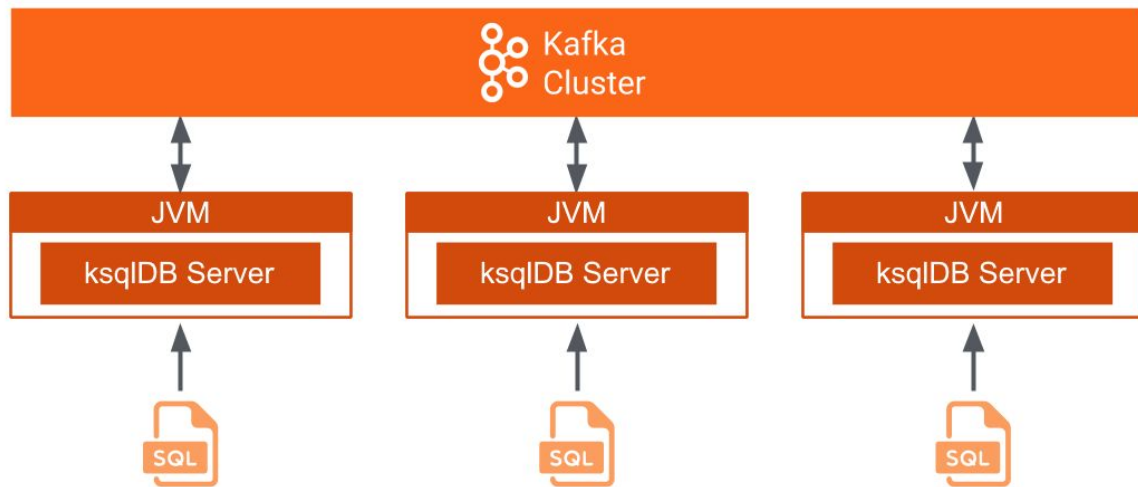 Kafka
Cluster
JVM
JVM
JVM
ksqlDB Server
ksqlDB Server
ksqlDB Server
SQL
SQL
SQL